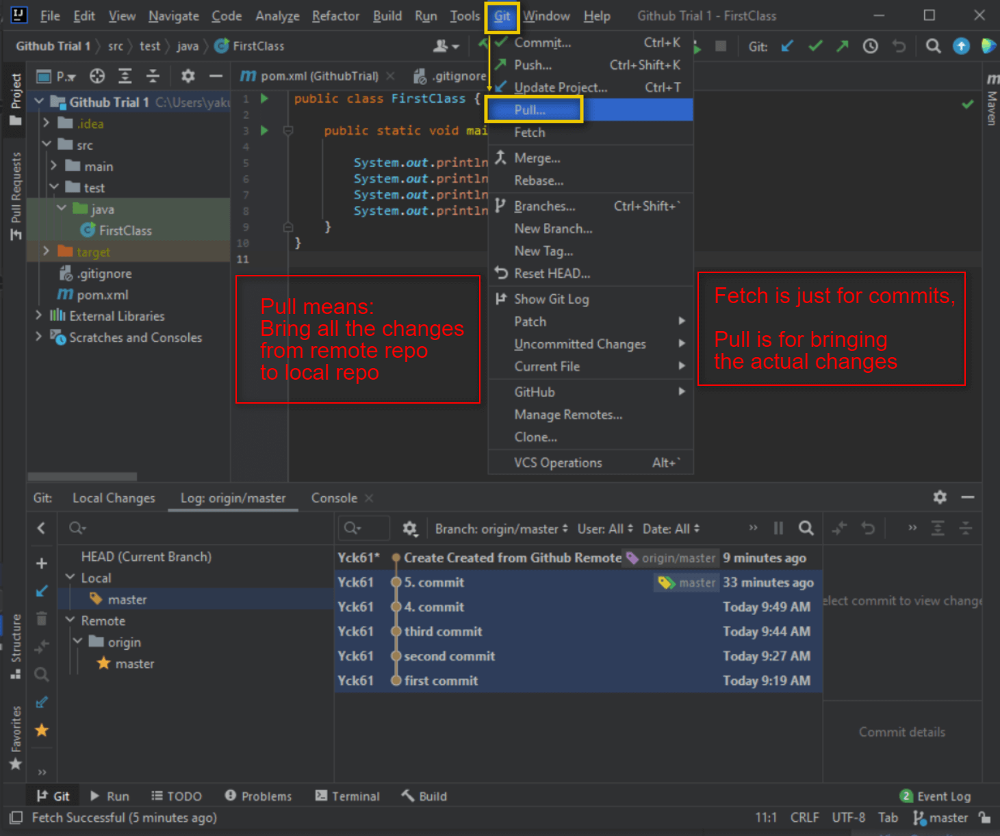 File Edit View Navigate Code Analyze Refactor Build Run Tools Git Window Help Github Trial 1 - FirstClass
Github Trial 1 src test java FirstClass
Git:
Project
Pull Requests
Structure
Favorites
P..
Github Trial 1 C:\Users\yaku
.idea
src
main
test
java
FirstClass
target
.gitignore
pom.xml
External Libraries
Scratches and Consoles
pom.xml (GithubTrial)
.gitignore
1 public class FirstClass {
2
3 public static void mai
4
5 System.out.println
6 System.out.println
7 System.out.println
8 System.out.println
9 }
10 }
11
Commit... Ctrl+K
Push... Ctrl+Shift+K
Update Project... Ctrl+T
Pull...
Fetch
Merge...
Rebase...
Branches... Ctrl+Shift+`
New Branch...
New Tag...
Reset HEAD...
Show Git Log
Patch
Uncommitted Changes
Current File
GitHub
Manage Remotes...
Clone...
VCS Operations Alt+`
Maven
Pull means:
Bring all the changes
from remote repo
to local repo
Fetch is just for commits,
Pull is for bringing
the actual changes
Git: Local Changes Log: origin/master Console
HEAD (Current Branch)
Local
master
Remote
origin
master
Branch: origin/master User: All Date: All
Yck61* Create Created from Github Remote origin/master 9 minutes ago
Yck61 5. commit master 33 minutes ago
Yck61 4. commit Today 9:49 AM
Yck61 third commit Today 9:44 AM
Yck61 second commit Today 9:27 AM
Yck61 first commit Today 9:19 AM
elect commit to view change
Commit details
Git Run TODO Problems Terminal Build 2 Event Log
Fetch Successful (5 minutes ago) 11:1 CRLF UTF-8 Tab master